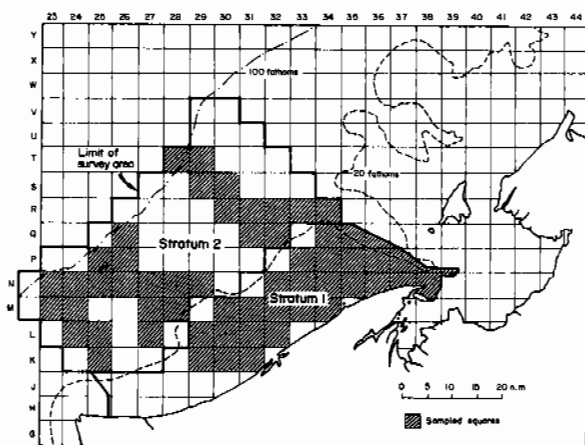 23 24 25 26 27 28 29 30 31 32 33 34 35 36 37 38 39 40 41 42 43 44
Y
X
W
100 fathoms
V
U
Limit of
survey area
T
S
20 fathoms
R
Q
Stratum 2
P
N
M
Stratum 1
L
K
J
H
G
0 5 10 15 20 n.m
Sampled squares